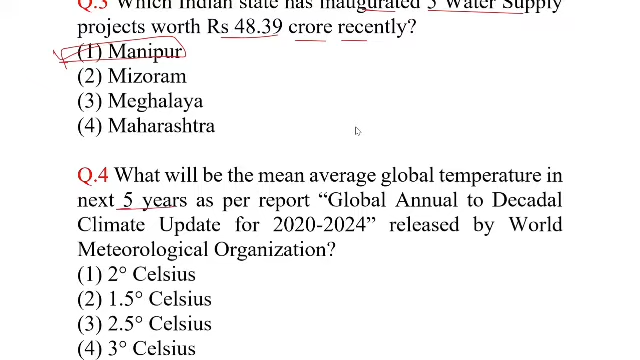 Q.3 Which Indian state has inaugurated 5 Water Supply
projects worth Rs 48.39 crore recently?
(1) Manipur
(2) Mizoram
(3) Meghalaya
(4) Maharashtra
Q.4 What will be the mean average global temperature in
next 5 years as per report “Global Annual to Decadal
Climate Update for 2020-2024” released by World
Meteorological Organization?
(1) 2° Celsius
(2) 1.5° Celsius
(3) 2.5° Celsius
(4) 3° Celsius